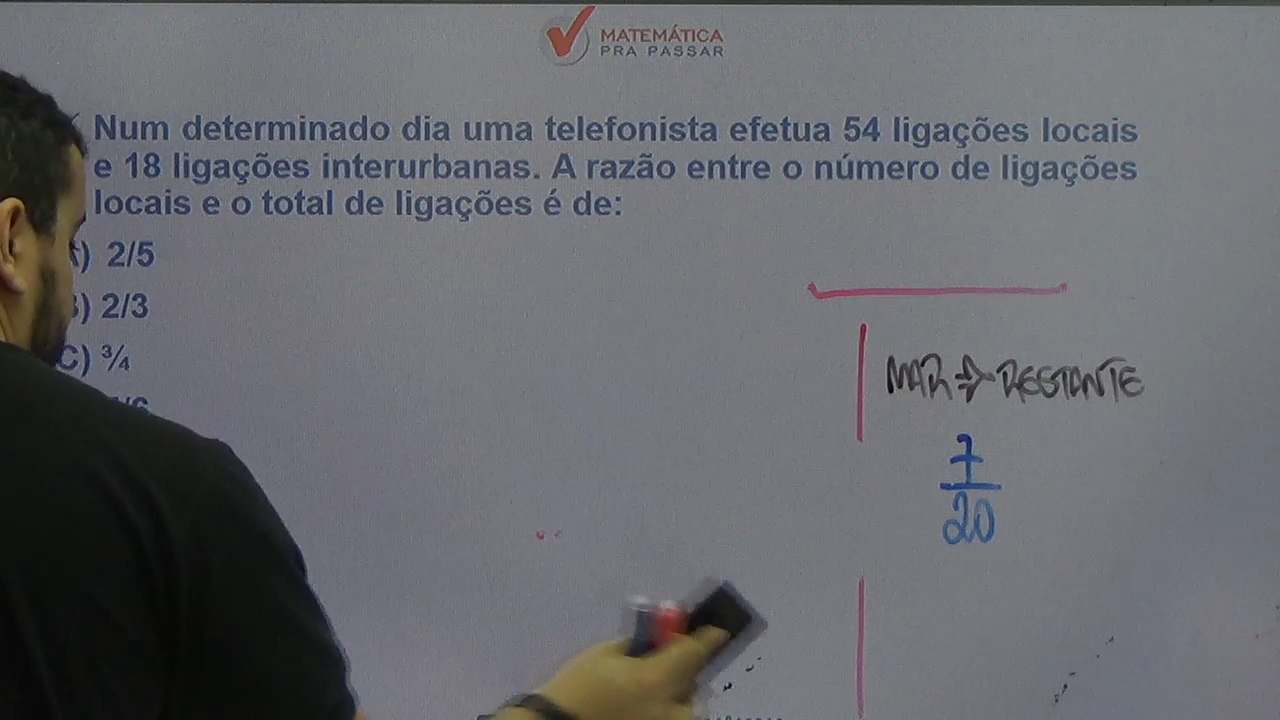 MATEMÁTICA
PRA PASSAR
Num determinado dia uma telefonista efetua 54 ligações locais
e 18 ligações interurbanas. A razão entre o número de ligações
locais e o total de ligações é de:
) 2/5
) 2/3
C) ¾
MAR → RESTANTE
7
20